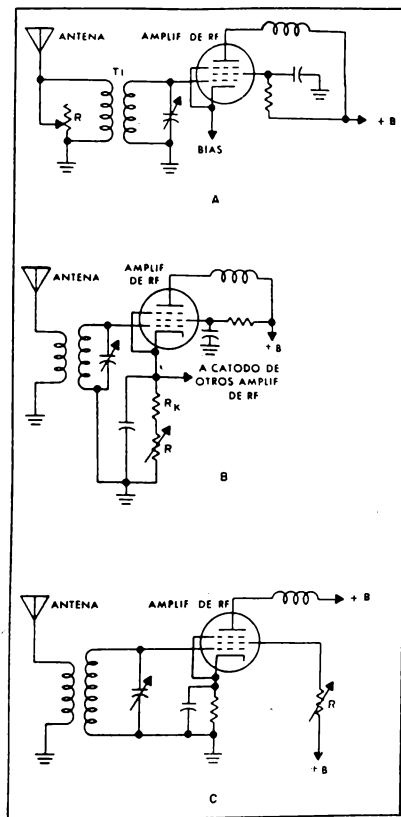 ANTENA
AMPLIF DE RF
T1
R
BIAS
+ B
A
ANTENA
AMPLIF
DE RF
+ B
A CATODO DE
OTROS AMPLIF
DE RF
RK
R
B
ANTENA
AMPLIF DE RF
+ B
R
+B
C